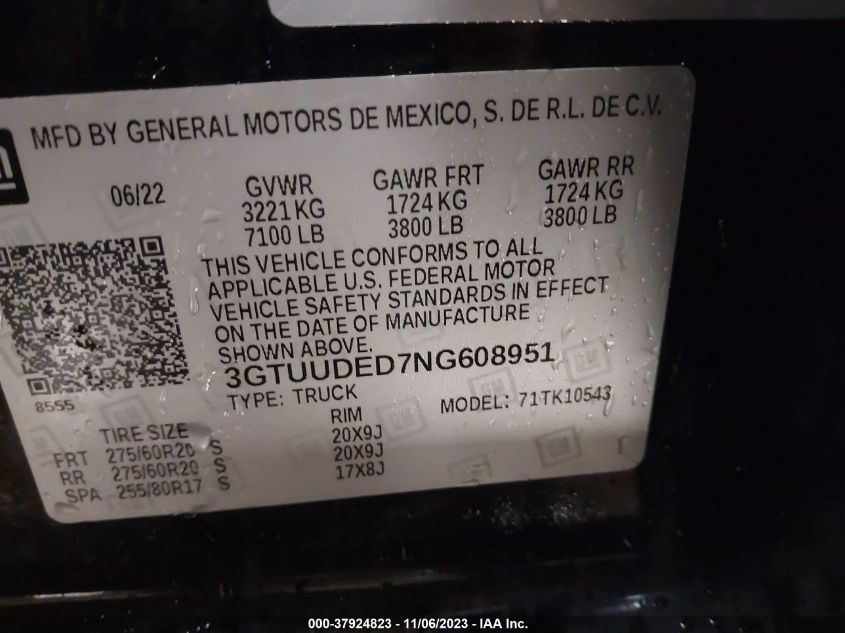 MFD BY GENERAL MOTORS DE MEXICO, S. DE R.L. DE C.V.
06/22
GVWR
3221 KG
7100 LB
GAWR FRT
1724 KG
3800 LB
GAWR RR
1724 KG
3800 LB
THIS VEHICLE CONFORMS TO ALL
APPLICABLE U.S. FEDERAL MOTOR
VEHICLE SAFETY STANDARDS IN EFFECT
ON THE DATE OF MANUFACTURE
SHOWN ABOVE.
3GTUUDED7NG608951
8555
TYPE: TRUCK
MODEL: 71TK10543
TIRE SIZE RIM
FRT 275/60R20 S 20X9J
RR 275/60R20 S 20X9J
SPA 255/80R17 S 17X8J
GM
000-37924823 - 11/06/2023 - IAA Inc.